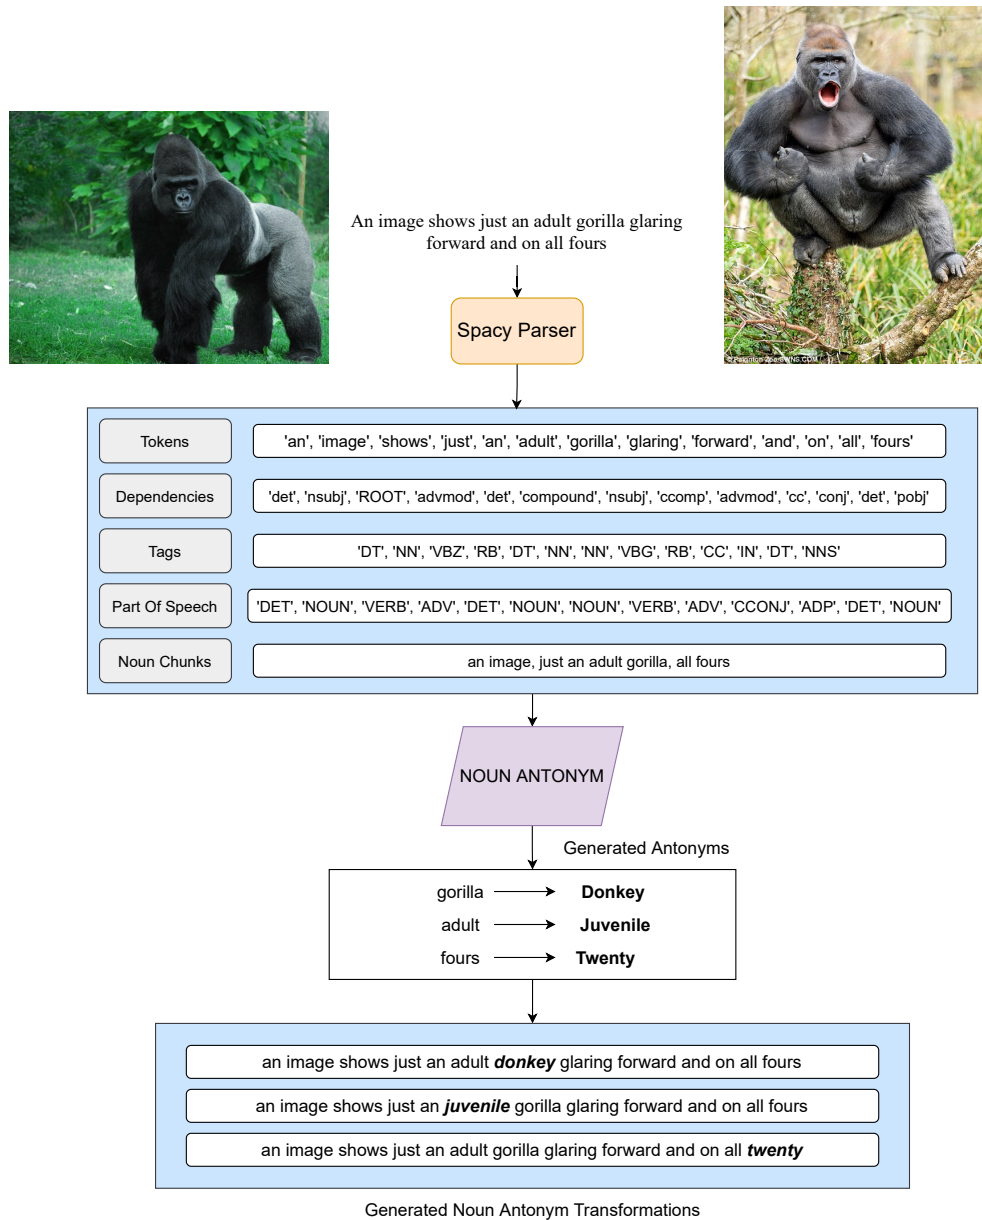 An image shows just an adult gorilla glaring
forward and on all fours
Spacy Parser
Tokens
'an', 'image', 'shows', 'just', 'an', 'adult', 'gorilla', 'glaring', 'forward', 'and', 'on', 'all', 'fours'
Dependencies
'det', 'nsubj', 'ROOT', 'advmod', 'det', 'compound', 'nsubj', 'ccomp', 'advmod', 'cc', 'conj', 'det', 'pobj'
Tags
'DT', 'NN', 'VBZ', 'RB', 'DT', 'NN', 'NN', 'VBG', 'RB', 'CC', 'IN', 'DT', 'NNS'
Part Of Speech
'DET', 'NOUN', 'VERB', 'ADV', 'DET', 'NOUN', 'NOUN', 'VERB', 'ADV', 'CCONJ', 'ADP', 'DET', 'NOUN'
Noun Chunks
an image, just an adult gorilla, all fours
NOUN ANTONYM
Generated Antonyms
gorilla Donkey
adult Juvenile
fours Twenty
an image shows just an adult donkey glaring forward and on all fours
an image shows just an juvenile gorilla glaring forward and on all fours
an image shows just an adult gorilla glaring forward and on all twenty
Generated Noun Antonym Transformations